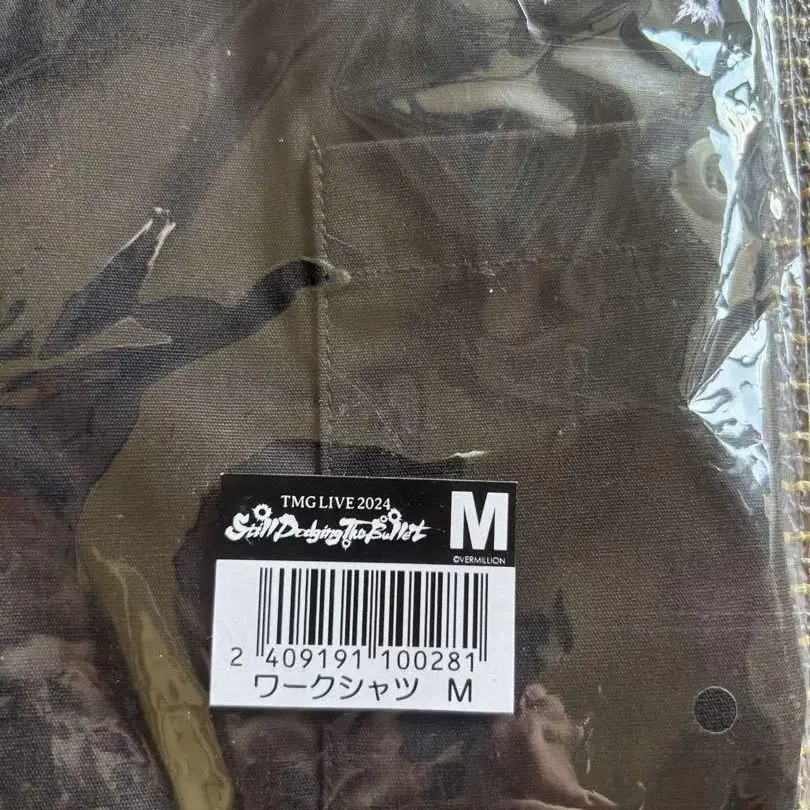 TMG LIVE 2024
Still Dodging The Bullet
M
©VERMILLION
2 409191 100281
ワークシャツ M